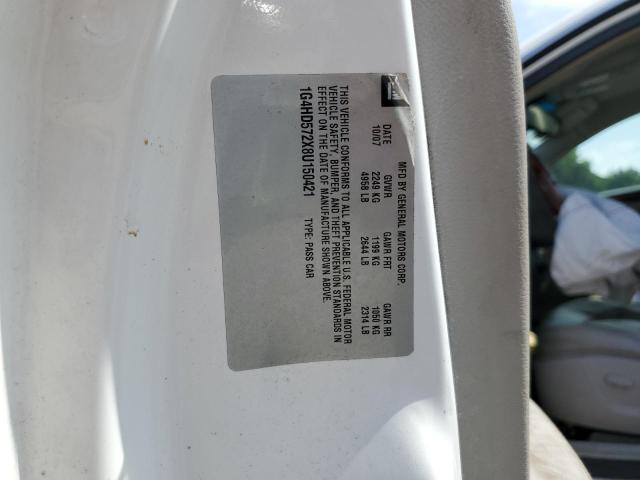 GM
MFD BY GENERAL MOTORS CORP.
DATE GVWR GAWR FRT GAWR RR
10/07 2249 KG 1199 KG 1050 KG
4958 LB 2644 LB 2314 LB
THIS VEHICLE CONFORMS TO ALL APPLICABLE U.S. FEDERAL MOTOR
VEHICLE SAFETY, BUMPER, AND THEFT PREVENTION STANDARDS IN
EFFECT ON THE DATE OF MANUFACTURE SHOWN ABOVE.
1G4HD572X8U150421 TYPE: PASS CAR